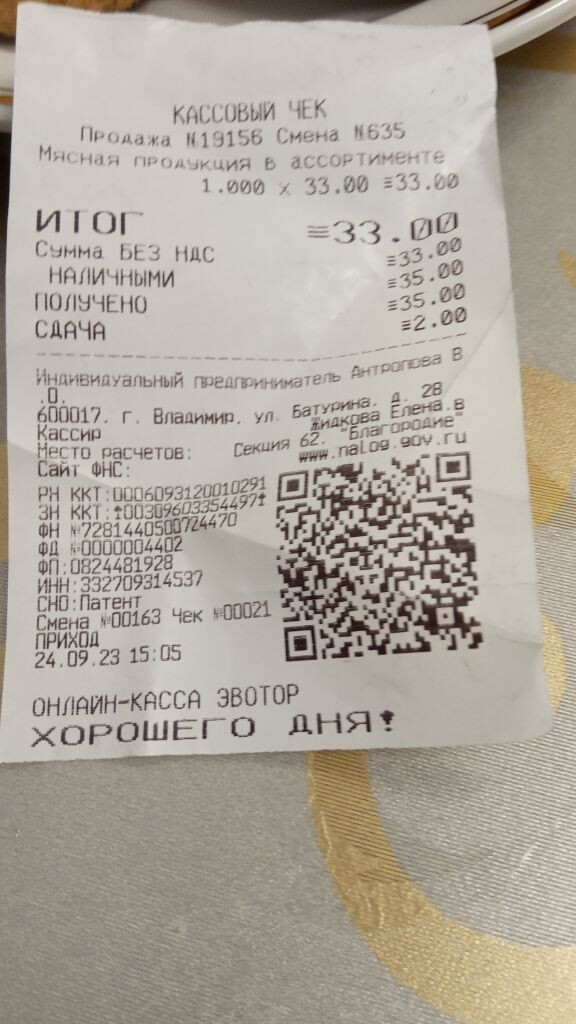 КАССОВЫЙ ЧЕК
Продажа №19156 Смена №635
Мясная продукция в ассортименте
1.000 x 33.00 ≡33.00
ИТОГ ≡33.00
Сумма БЕЗ НДС ≡33.00
НАЛИЧНЫМИ ≡35.00
ПОЛУЧЕНО ≡35.00
СДАЧА ≡2.00
Индивидуальный предприниматель Антропова В
.О.
600017, г. Владимир, ул. Батурина, д. 28
Кассир Жидкова Елена.в
Место расчетов: Секция 62, "Благородие"
Сайт ФНС: www.nalog.gov.ru
РН ККТ:0006093120010291
ЗН ККТ:↑00309603354497↑
ФН №7281440500724470
ФД №0000004402
ФП:0824481928
ИНН:332709314537
СНО:Патент
Смена №00163 Чек №00021
ПРИХОД
24.09.23 15:05
ОНЛАЙН-КАССА ЭВОТОР
ХОРОШЕГО ДНЯ!